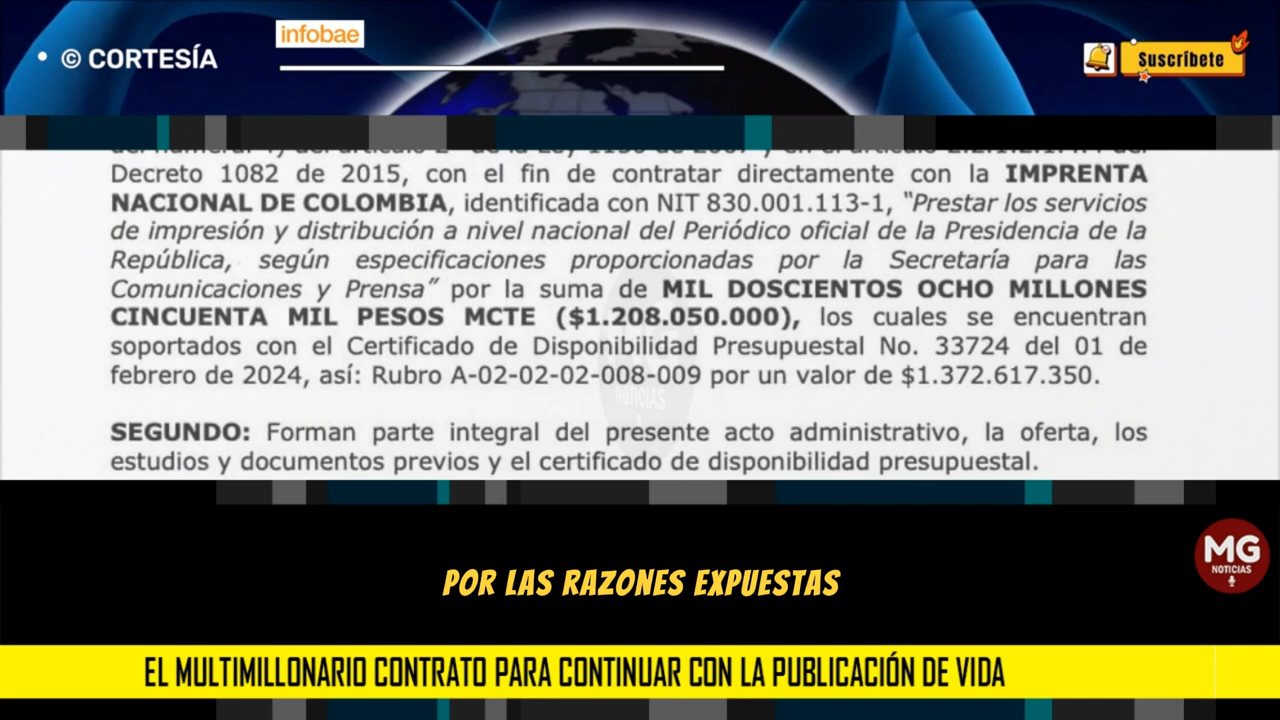 infobae
© CORTESÍA
Suscríbete
Decreto 1082 de 2015, con el fin de contratar directamente con la IMPRENTA
NACIONAL DE COLOMBIA, identificada con NIT 830.001.113-1, “Prestar los servicios
de impresión y distribución a nivel nacional del Periódico oficial de la Presidencia de la
República, según especificaciones proporcionadas por la Secretaría para las
Comunicaciones y Prensa” por la suma de MIL DOSCIENTOS OCHO MILLONES
CINCUENTA MIL PESOS MCTE ($1.208.050.000), los cuales se encuentran
soportados con el Certificado de Disponibilidad Presupuestal No. 33724 del 01 de
febrero de 2024, así: Rubro A-02-02-02-008-009 por un valor de $1.372.617.350.
SEGUNDO: Forman parte integral del presente acto administrativo, la oferta, los
estudios y documentos previos y el certificado de disponibilidad presupuestal.
MG
NOTICIAS
POR LAS RAZONES EXPUESTAS
EL MULTIMILLONARIO CONTRATO PARA CONTINUAR CON LA PUBLICACIÓN DE VIDA